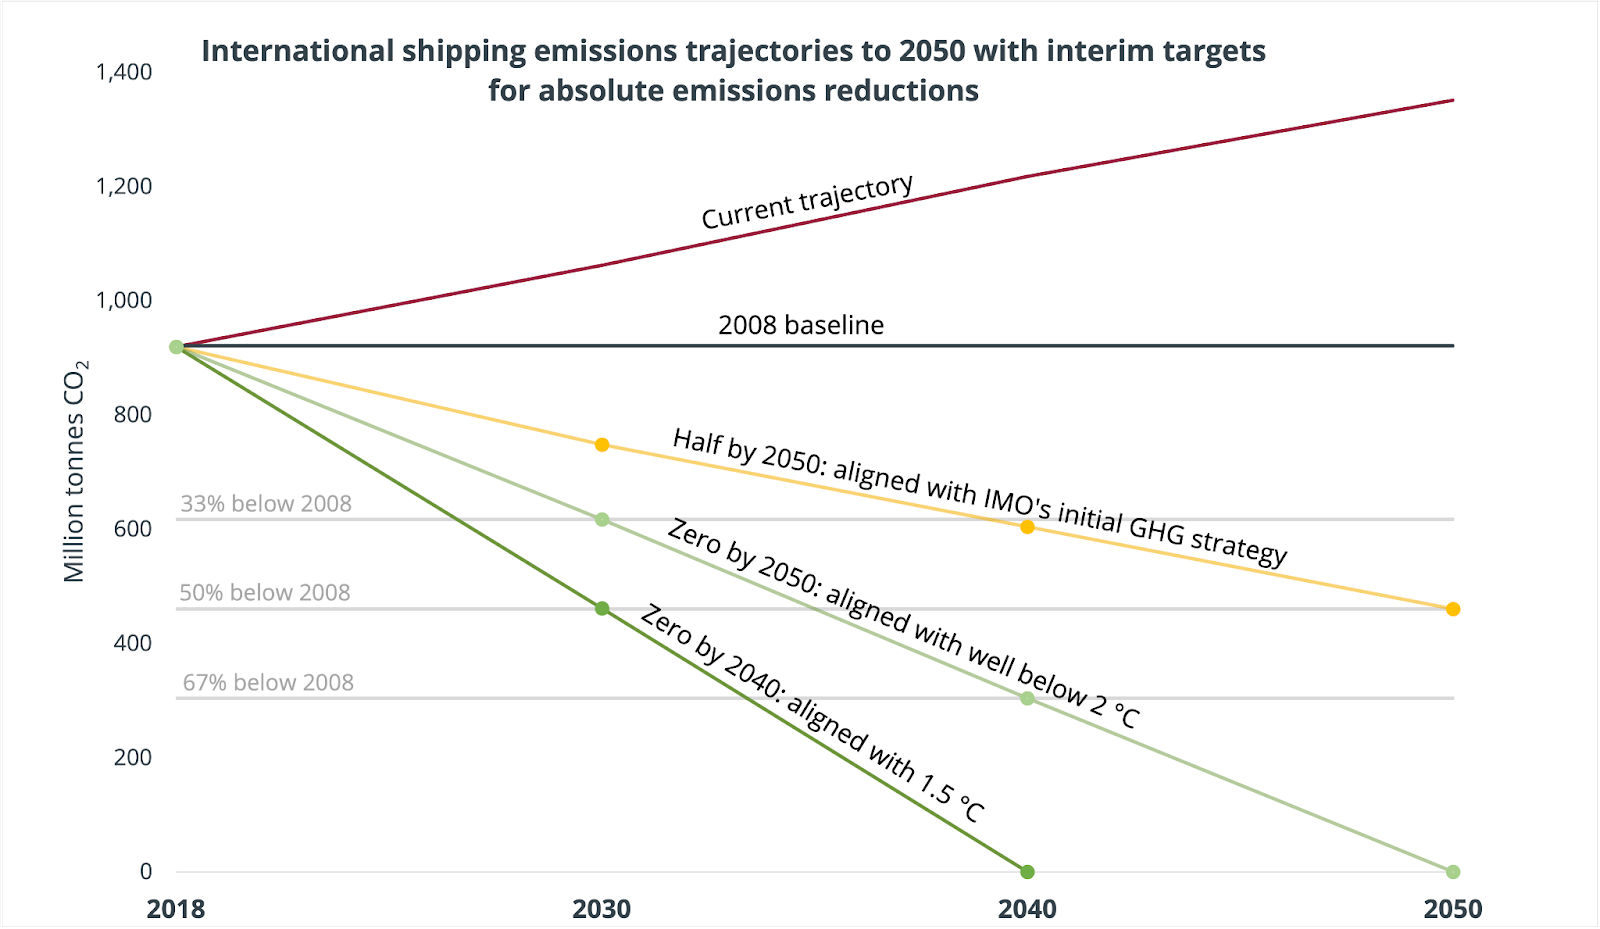 International shipping emissions trajectories to 2050 with interim targets
for absolute emissions reductions
1,400
1,200
1,000
800
600
400
200
0
Million tonnes CO₂
Current trajectory
2008 baseline
Half by 2050: aligned with IMO's initial GHG strategy
33% below 2008
Zero by 2050: aligned with well below 2 °C
50% below 2008
Zero by 2040: aligned with 1.5 °C
67% below 2008
2018
2030
2040
2050